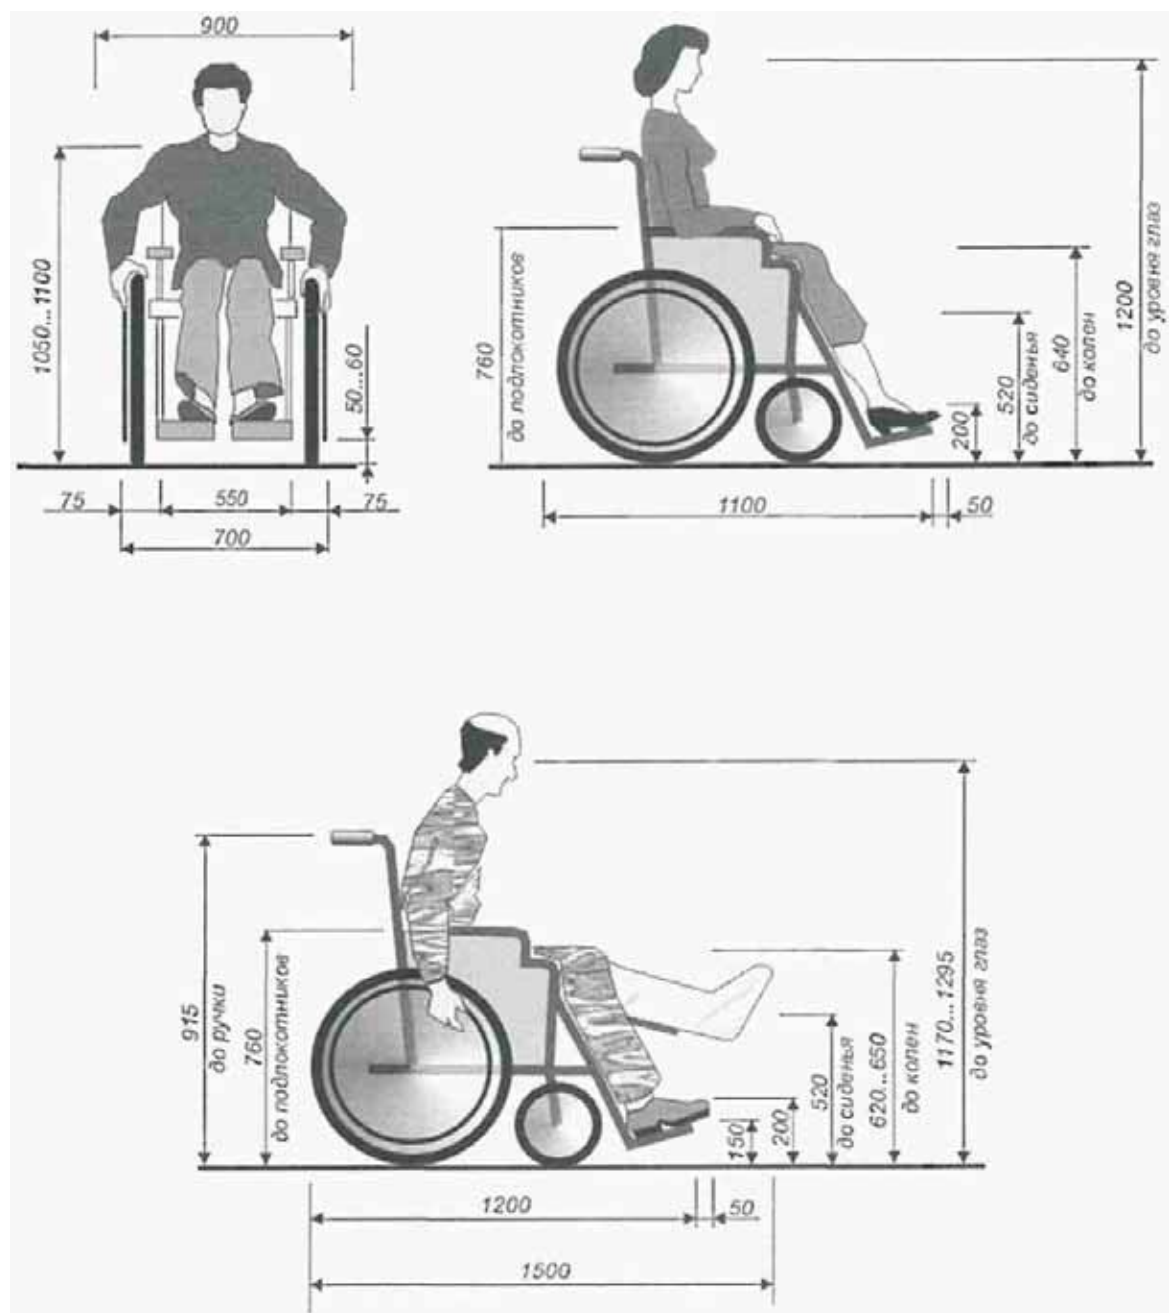 900
1050...1100
50...60
75
550
75
700
760
до подлокотников
200
520
до сиденья
640
до колен
1200
до уровня глаз
1100
50
915
до ручки
760
до подлокотников
150
200
520
до сиденья
620...650
до колен
1170...1295
до уровня глаз
1200
50
1500